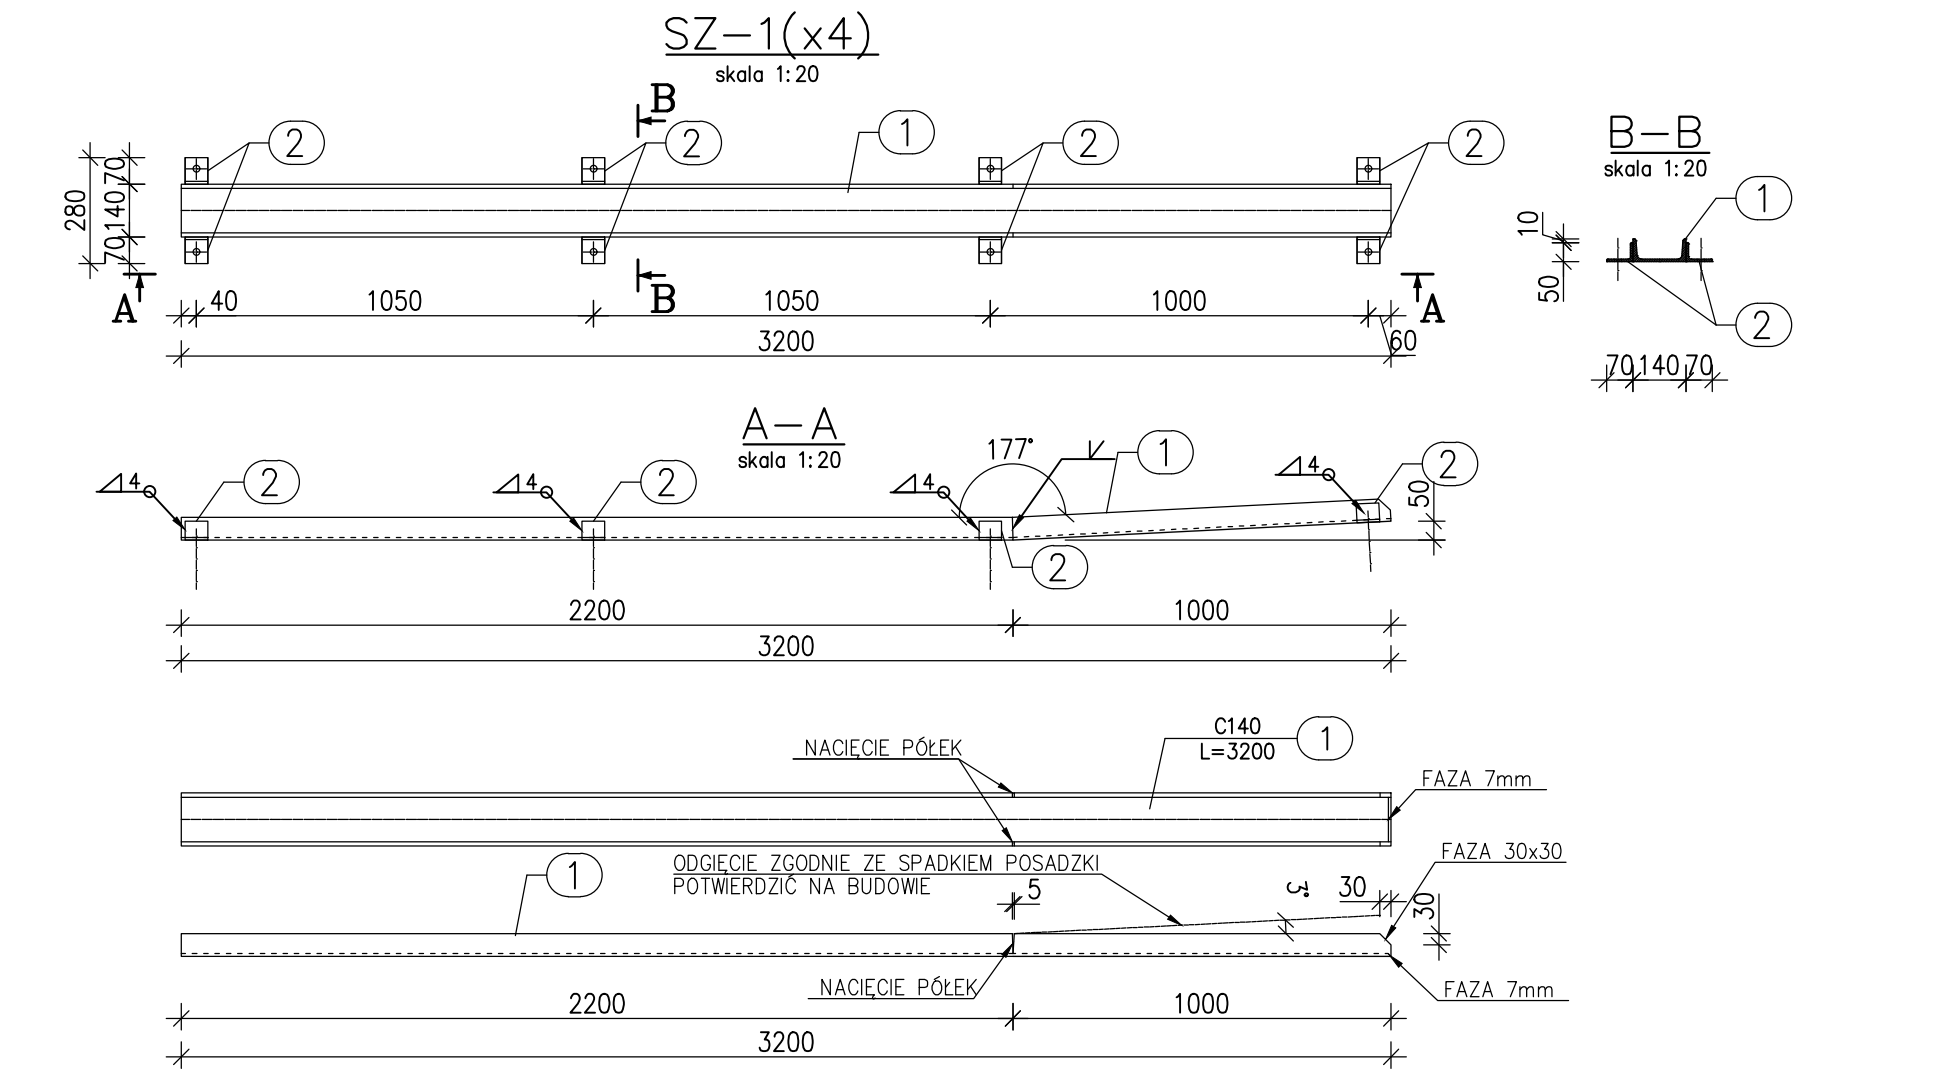 SZ-1(x4)
skala 1:20
B
2
2
1
2
2
280
70
140
70
A
B
A
40
1050
1050
1000
60
3200
B-B
skala 1:20
1
10
50
2
70
140
70
A-A
skala 1:20
4
2
4
2
4
177°
V
1
4
2
50
2
2200
1000
3200
NACIĘCIE PÓŁEK
C140
L=3200
1
FAZA 7mm
1
ODGIĘCIE ZGODNIE ZE SPADKIEM POSADZKI
POTWIERDZIĆ NA BUDOWIE
5
3°
30
30
FAZA 30x30
NACIĘCIE PÓŁEK
FAZA 7mm
2200
1000
3200